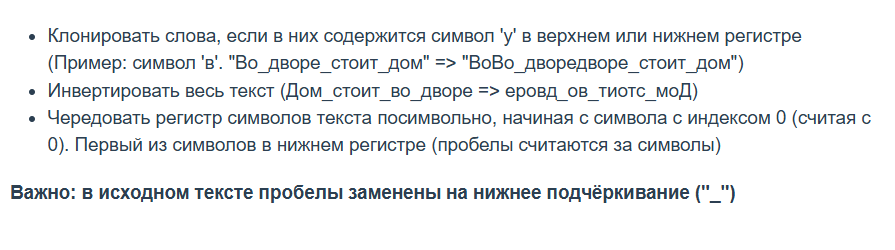 • Клонировать слова, если в них содержится символ 'у' в верхнем или нижнем регистре
(Пример: символ 'в'. "Во_дворе_стоит_дом" => "ВоВо_дворедворе_стоит_дом")
• Инвертировать весь текст (Дом_стоит_во_дворе => еровд_ов_тиотс_моД)
• Чередовать регистр символов текста посимвольно, начиная с символа с индексом 0 (считая с
0). Первый из символов в нижнем регистре (пробелы считаются за символы)
Важно: в исходном тексте пробелы заменены на нижнее подчёркивание ("_")